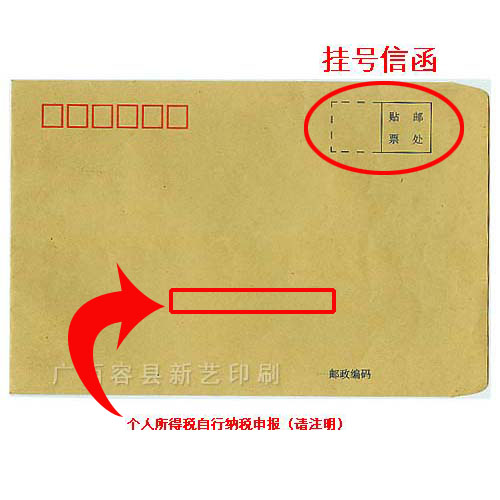 挂号信函
贴 邮
票 处
广西容县新艺印刷
邮政编码
个人所得税自行纳税申报（请注明）